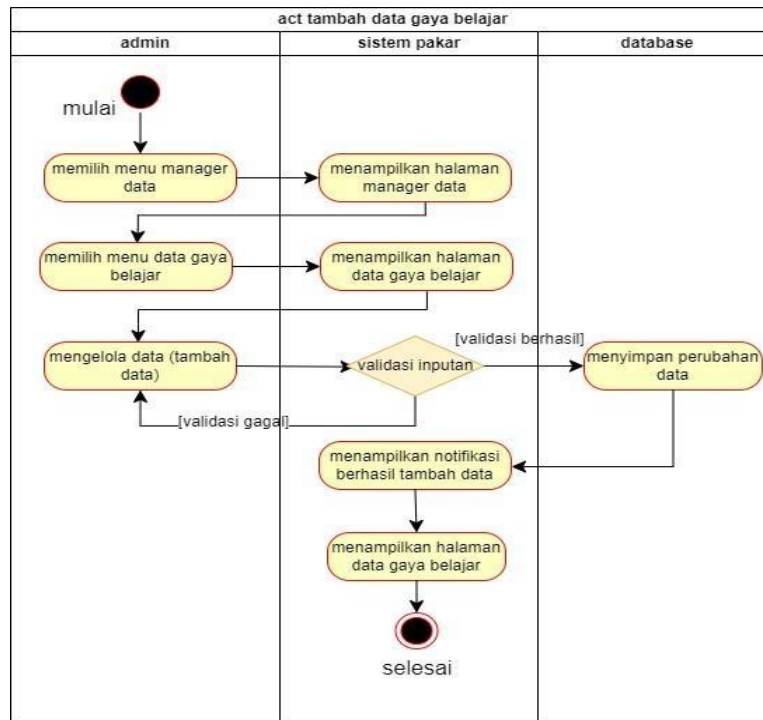 act tambah data gaya belajar
admin
sistem pakar
database
mulai
memilih menu manager
data
menampilkan halaman
manager data
memilih menu data gaya
belajar
menampilkan halaman
data gaya belajar
mengelola data (tambah
data)
validasi inputan
[validasi berhasil]
menyimpan perubahan
data
[validasi gagal]
menampilkan notifikasi
berhasil tambah data
menampilkan halaman
data gaya belajar
selesai